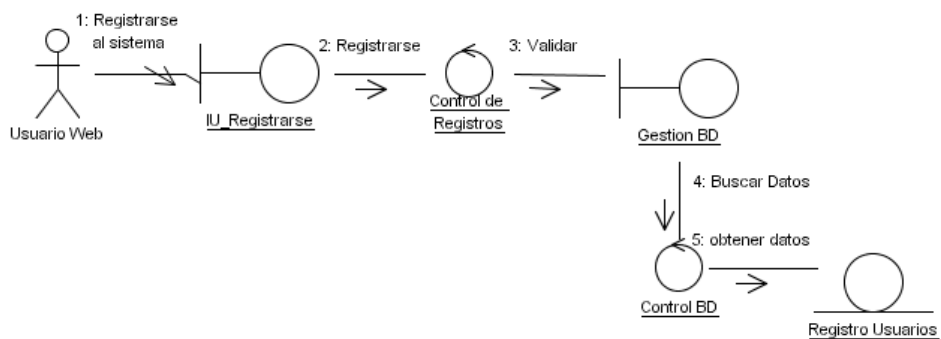 1: Registrarse
al sistema
Usuario Web
IU_Registrarse
2: Registrarse
Control de
Registros
3: Validar
Gestion BD
4: Buscar Datos
5: obtener datos
Control BD
Registro Usuarios